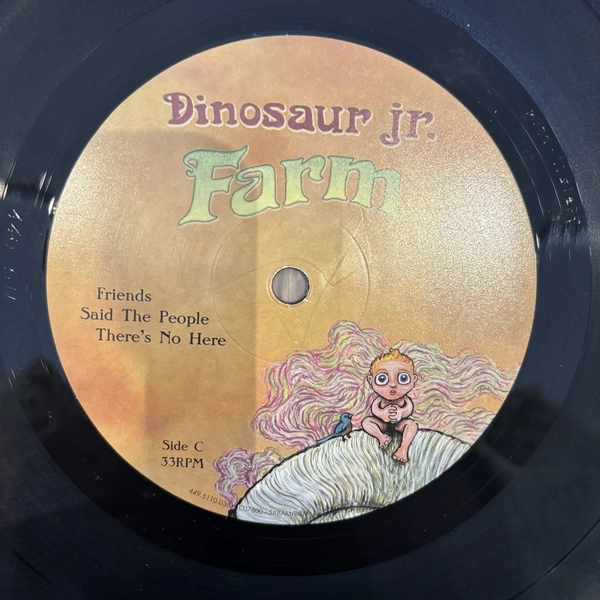 Dinosaur jr.
Farm
Friends
Said The People
There's No Here
Side C
33RPM